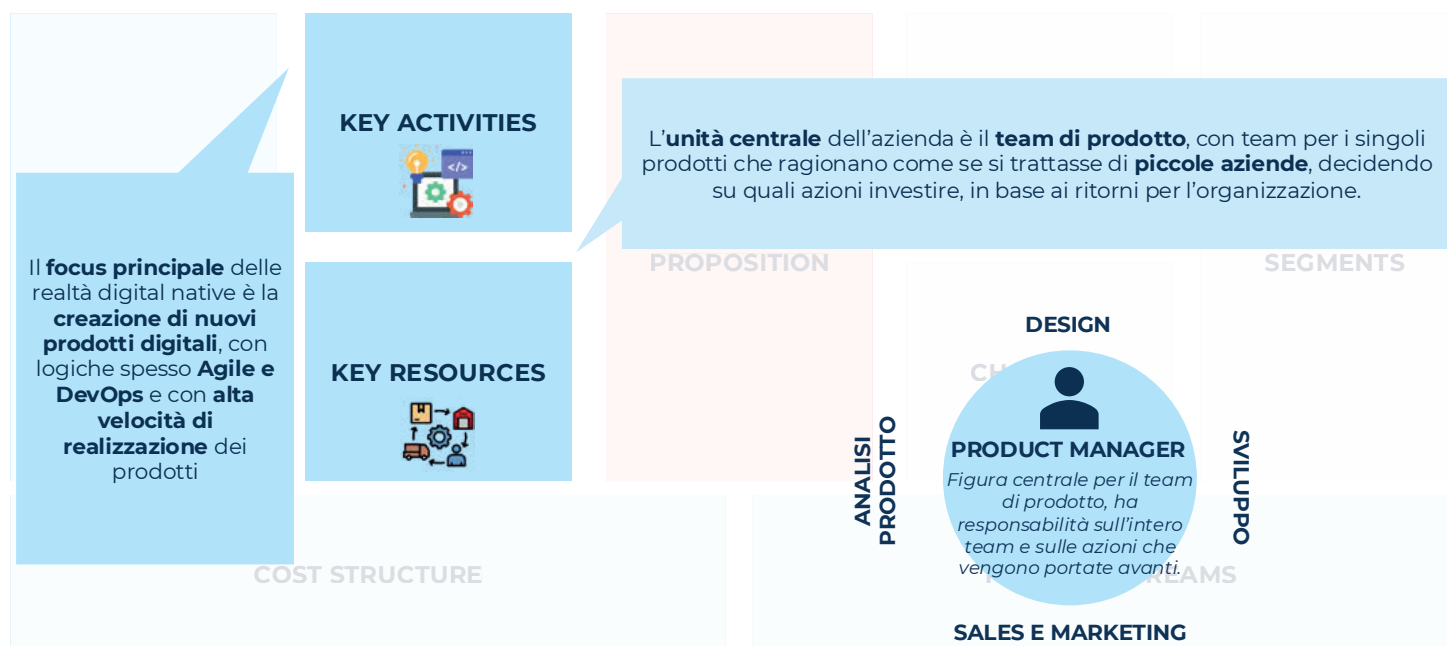 KEY ACTIVITIES
L'unità centrale dell'azienda è il team di prodotto, con team per i singoli
prodotti che ragionano come se si trattasse di piccole aziende, decidendo
su quali azioni investire, in base ai ritorni per l'organizzazione.
Il focus principale delle
realtà digital native è la
creazione di nuovi
prodotti digitali, con
logiche spesso Agile e
DevOps e con alta
velocità di
realizzazione dei
prodotti
KEY RESOURCES
PROPOSITION
SEGMENTS
DESIGN
ANALISI
PRODOTTO
PRODUCT MANAGER
Figura centrale per il team
di prodotto, ha
responsabilità sull'intero
team e sulle azioni che
vengono portate avanti.
SVILUPPO
SALES E MARKETING
COST STRUCTURE